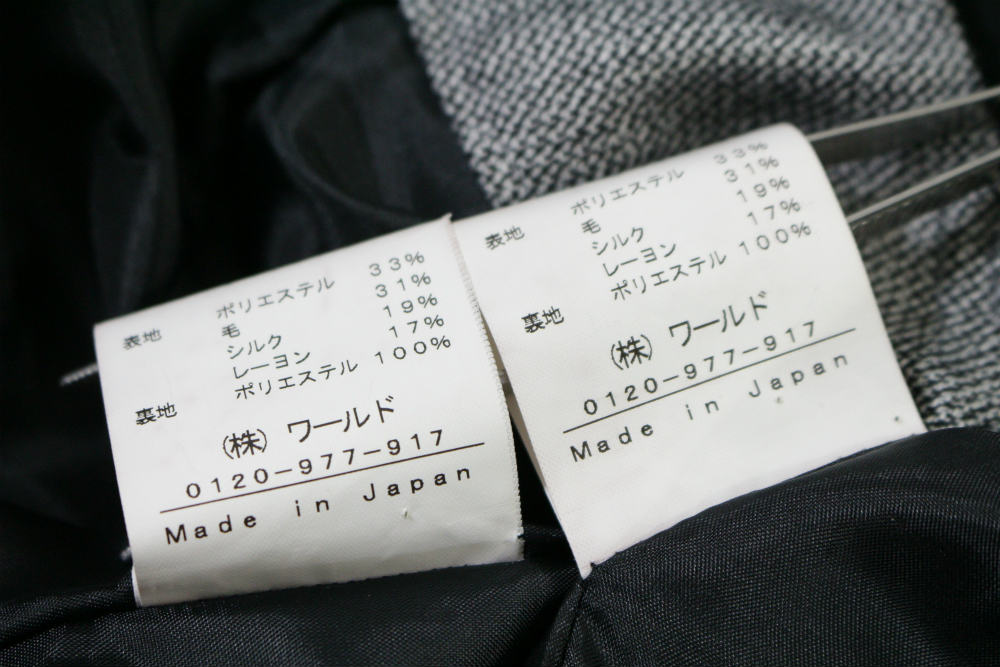 表地 ポリエステル 33%
毛 31%
シルク 19%
レーヨン 17%
裏地 ポリエステル 100%
(株) ワールド
0120-977-917
Made in Japan
表地 ポリエステル 33%
毛 31%
シルク 19%
レーヨン 17%
裏地 ポリエステル 100%
(株) ワールド
0120-977-917
Made in Japan